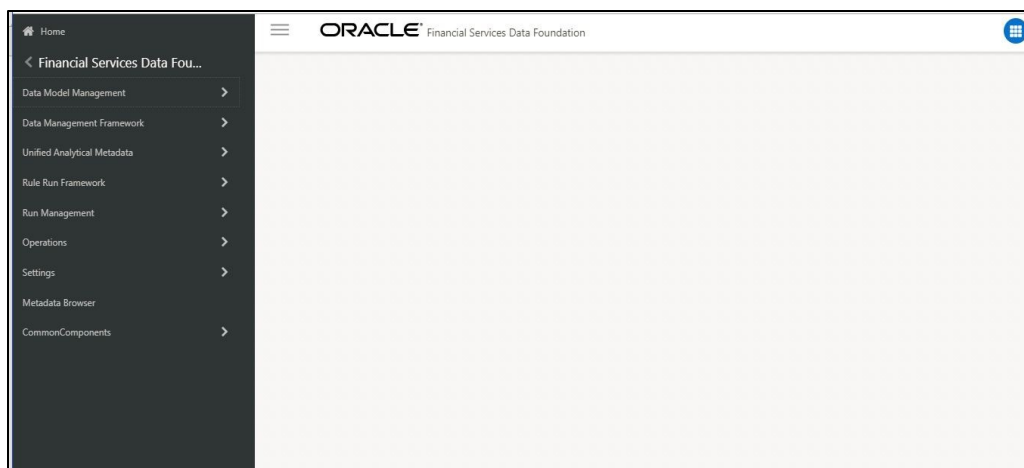 Home
ORACLE® Financial Services Data Foundation
Financial Services Data Fou...
Data Model Management
Data Management Framework
Unified Analytical Metadata
Rule Run Framework
Run Management
Operations
Settings
Metadata Browser
CommonComponents